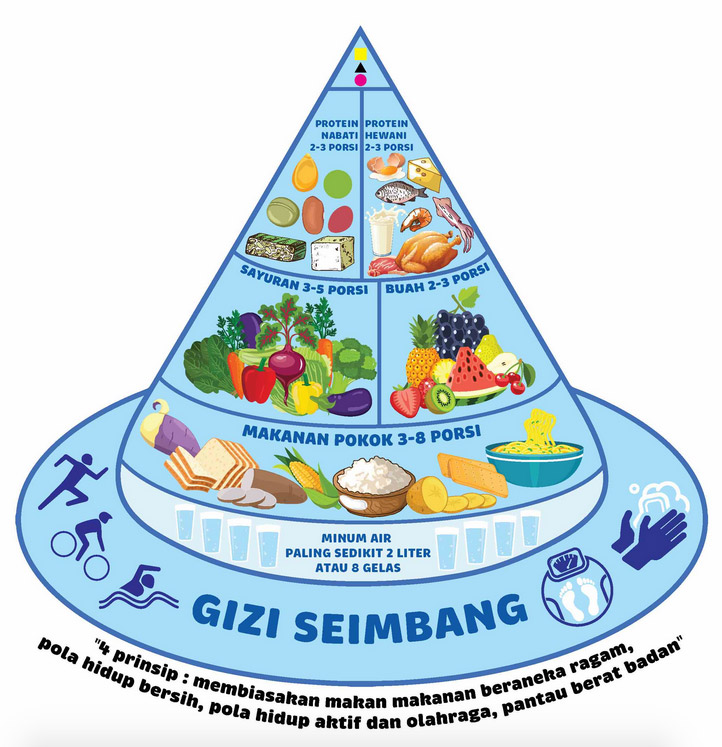 PROTEIN
NABATI
2-3 PORSI
PROTEIN
HEWANI
2-3 PORSI
SAYURAN 3-5 PORSI
BUAH 2-3 PORSI
MAKANAN POKOK 3-8 PORSI
MINUM AIR
PALING SEDIKIT 2 LITER
ATAU 8 GELAS
GIZI SEIMBANG
"4 prinsip : membiasakan makan makanan beraneka ragam,
pola hidup bersih, pola hidup aktif dan olahraga, pantau berat badan"